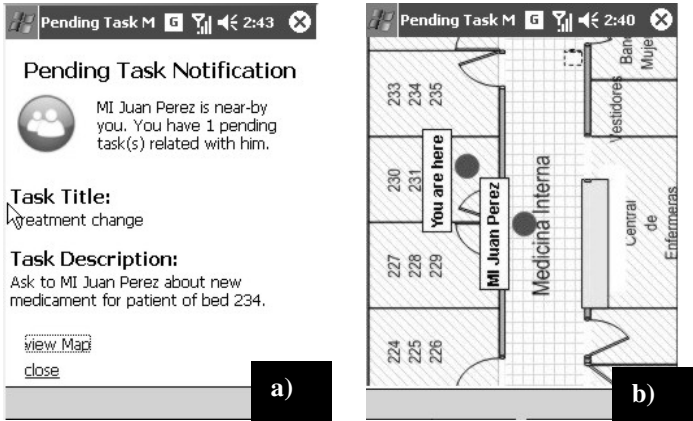 Pending Task M G 2:43
Pending Task Notification
MI Juan Perez is near-by
you. You have 1 pending
task(s) related with him.
Task Title:
Treatment change
Task Description:
Ask to MI Juan Perez about new
medicament for patient of bed 234.
view Map
close
a)
Pending Task M G 2:40
233
234
235
230
231
227
228
229
224
225
226
You are here
MI Juan Perez
Medicina Interna
Vestidores
Central
de
Enfermeras
b)